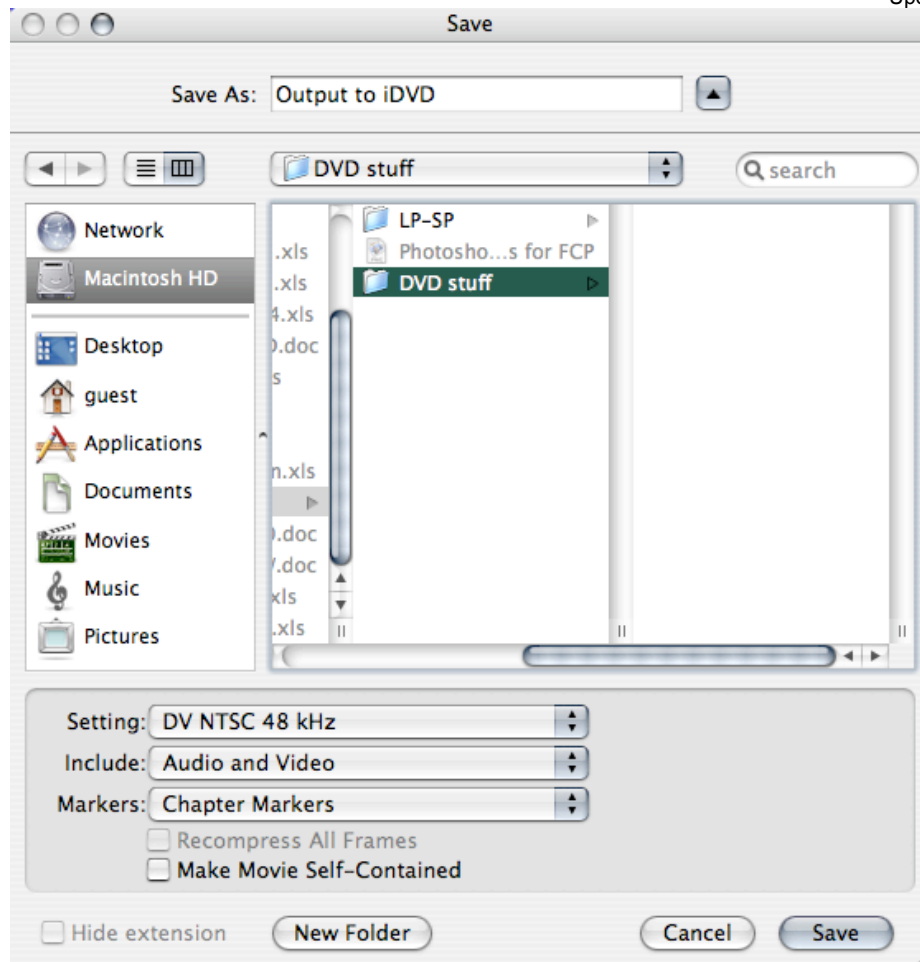 Save
Save As: Output to iDVD
DVD stuff
search
Network
Macintosh HD
Desktop
guest
Applications
Documents
Movies
Music
Pictures
.xls
.xls
4.xls
.doc
s
n.xls
.doc
.doc
xls
.xls
LP-SP
Photosho...s for FCP
DVD stuff
Setting: DV NTSC 48 kHz
Include: Audio and Video
Markers: Chapter Markers
Recompress All Frames
Make Movie Self-Contained
Hide extension
New Folder
Cancel
Save